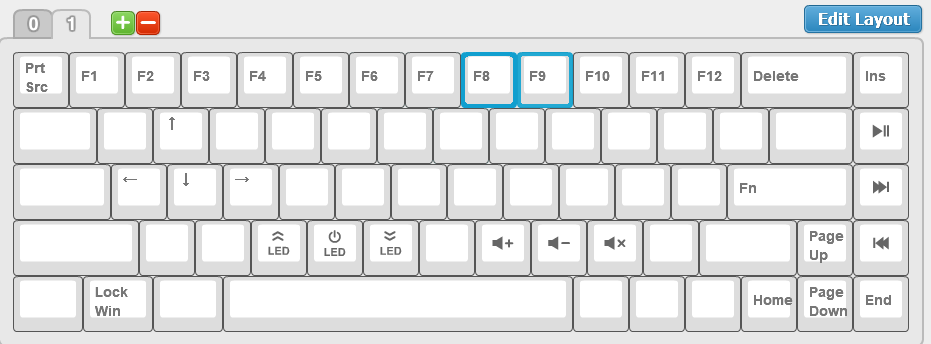 0 1 + − Edit Layout
Prt Src F1 F2 F3 F4 F5 F6 F7 F8 F9 F10 F11 F12 Delete Ins
↑
← ↓ → Fn
LED LED LED + − × Page Up
Lock Win Home Page Down End